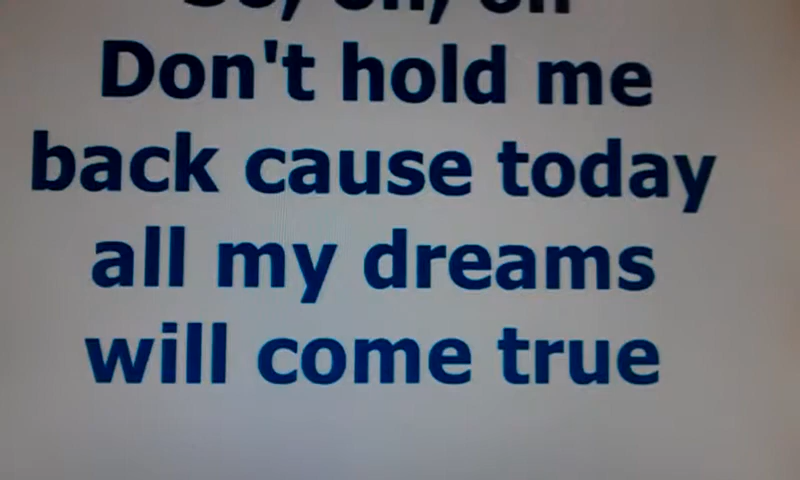 Don't hold me
back cause today
all my dreams
will come true